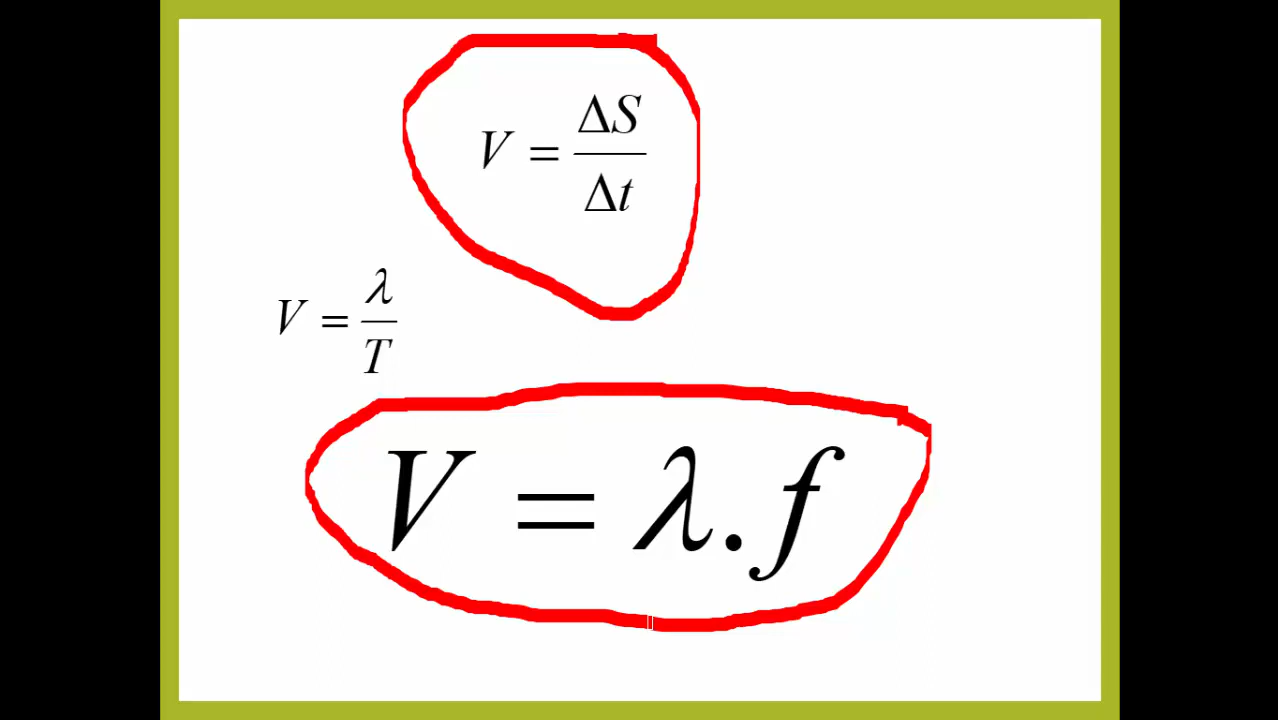 V = ΔS/Δt
V = λ/T
V = λ.f